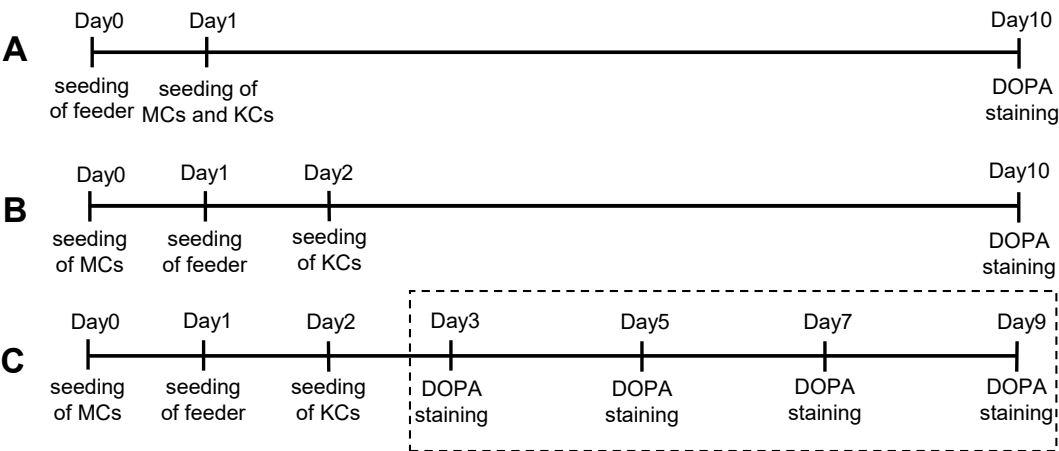 Day0 Day1 Day10
A
seeding of feeder seeding of MCs and KCs DOPA staining
Day0 Day1 Day2 Day10
B
seeding of MCs seeding of feeder seeding of KCs DOPA staining
Day0 Day1 Day2 Day3 Day5 Day7 Day9
C
seeding of MCs seeding of feeder seeding of KCs DOPA staining DOPA staining DOPA staining DOPA staining